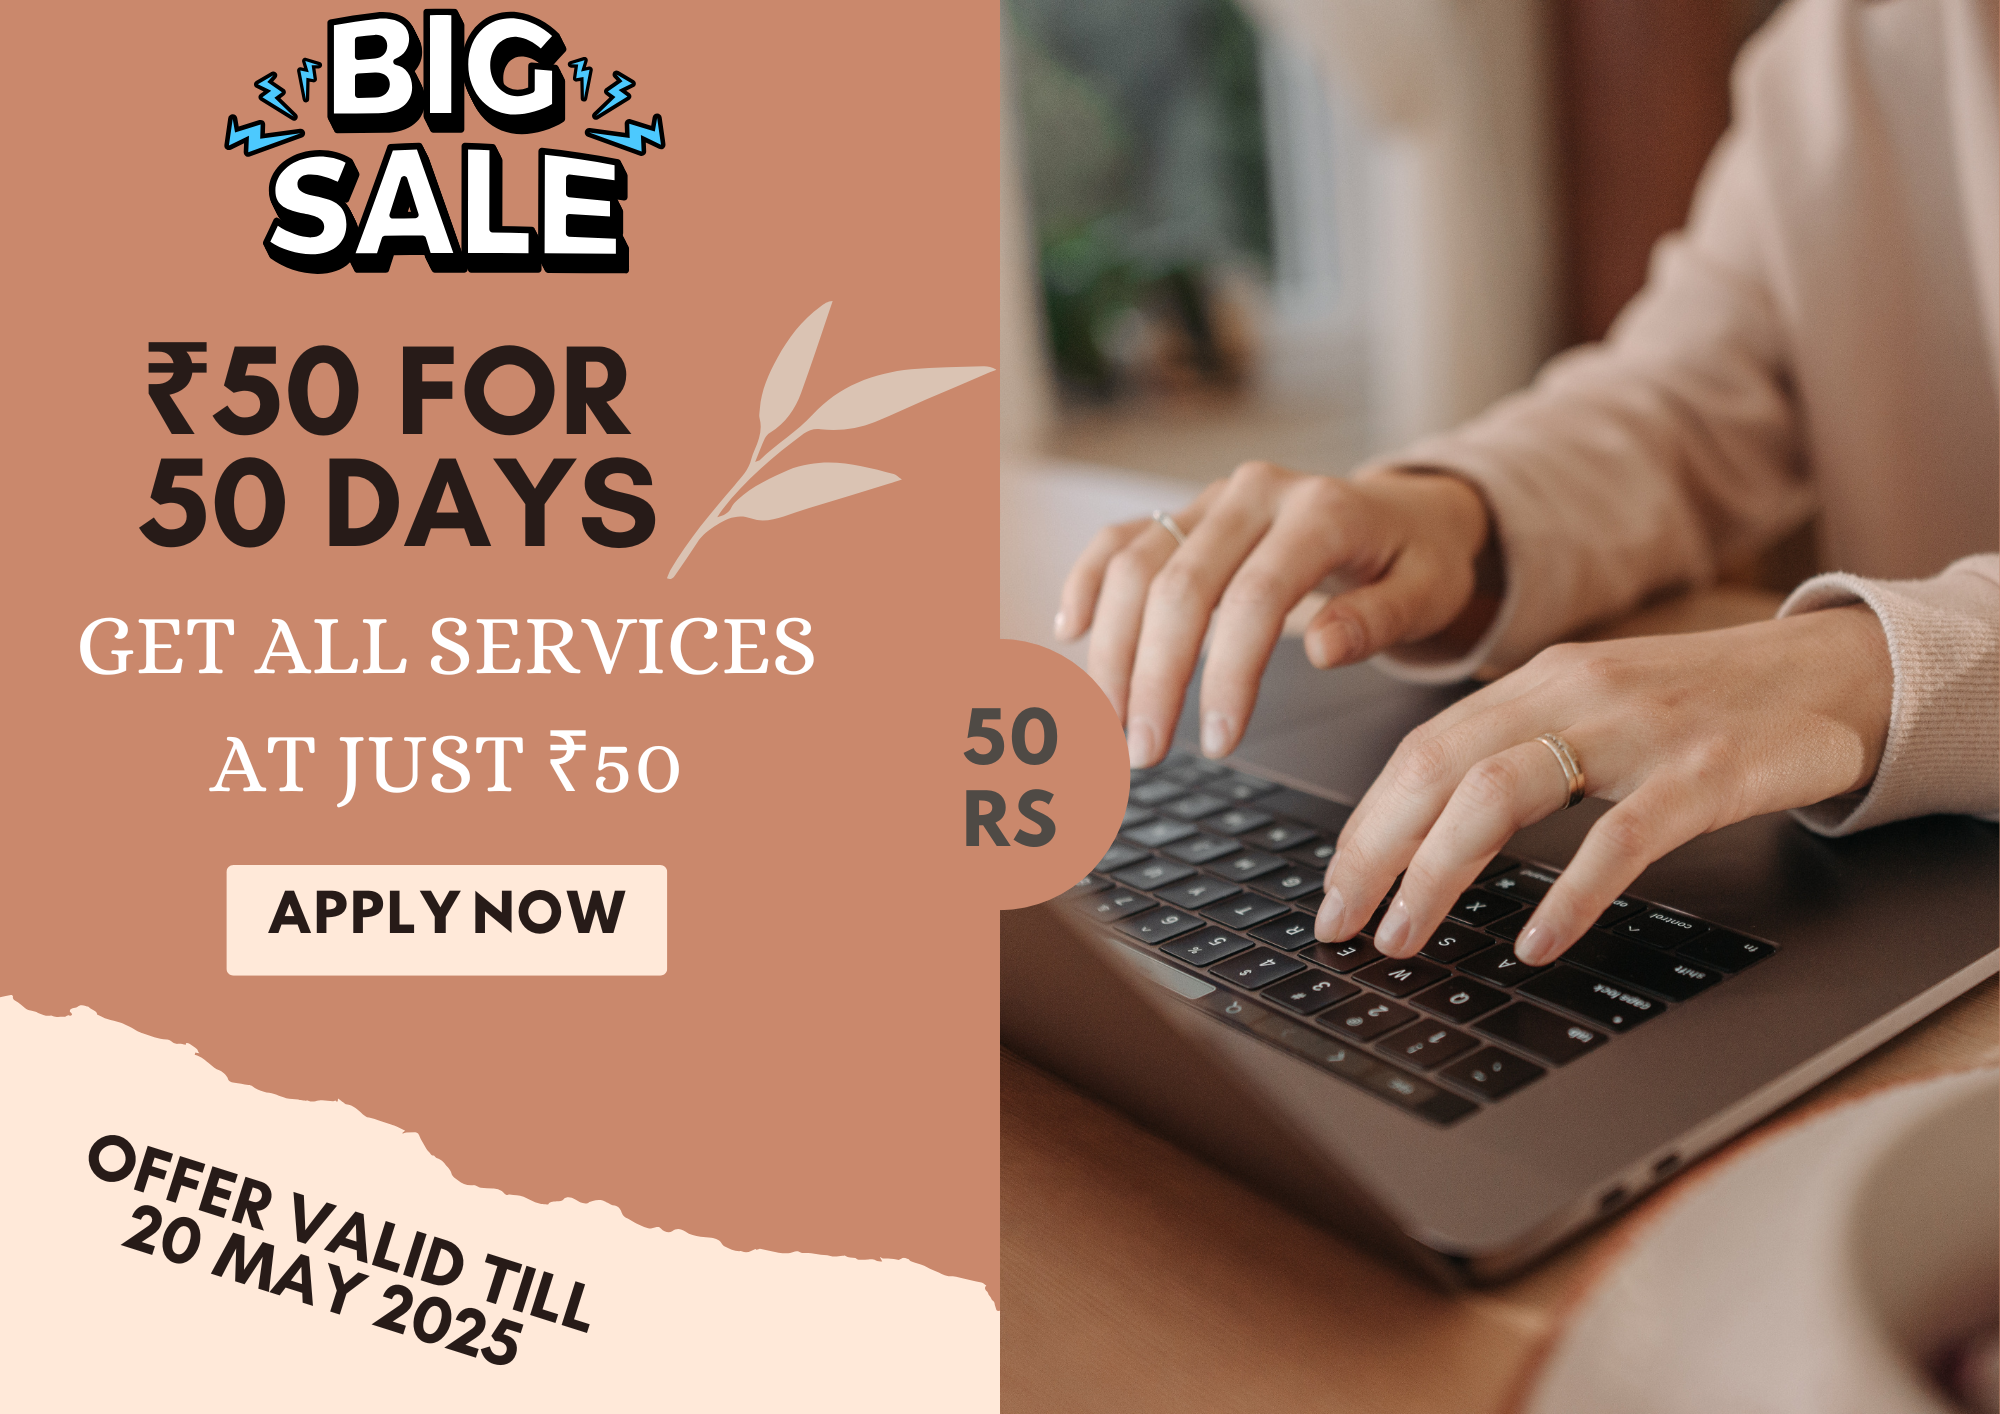 BIG
SALE
₹50 FOR
50 DAYS
GET ALL SERVICES
AT JUST ₹50
50
RS
APPLY NOW
OFFER VALID TILL
20 MAY 2025